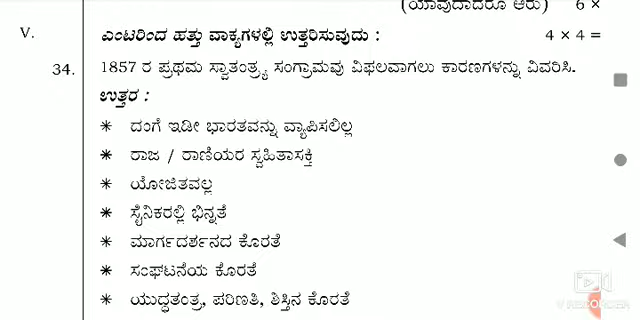 (ಯಾವುದಾದರೂ ಆರು) 6 ×
V. ಎಂಟರಿಂದ ಹತ್ತು ವಾಕ್ಯಗಳಲ್ಲಿ ಉತ್ತರಿಸುವುದು : 4 × 4 =
34. 1857 ರ ಪ್ರಥಮ ಸ್ವಾತಂತ್ರ್ಯ ಸಂಗ್ರಾಮವು ವಿಫಲವಾಗಲು ಕಾರಣಗಳನ್ನು ವಿವರಿಸಿ.
ಉತ್ತರ :
* ದಂಗೆ ಇಡೀ ಭಾರತವನ್ನು ವ್ಯಾಪಿಸಲಿಲ್ಲ
* ರಾಜ / ರಾಣಿಯರ ಸ್ವಹಿತಾಸಕ್ತಿ
* ಯೋಜಿತವಲ್ಲ
* ಸೈನಿಕರಲ್ಲಿ ಭಿನ್ನತೆ
* ಮಾರ್ಗದರ್ಶನದ ಕೊರತೆ
* ಸಂಘಟನೆಯ ಕೊರತೆ
* ಯುದ್ಧತಂತ್ರ, ಪರಿಣತಿ, ಶಿಸ್ತಿನ ಕೊರತೆ
RECORDER